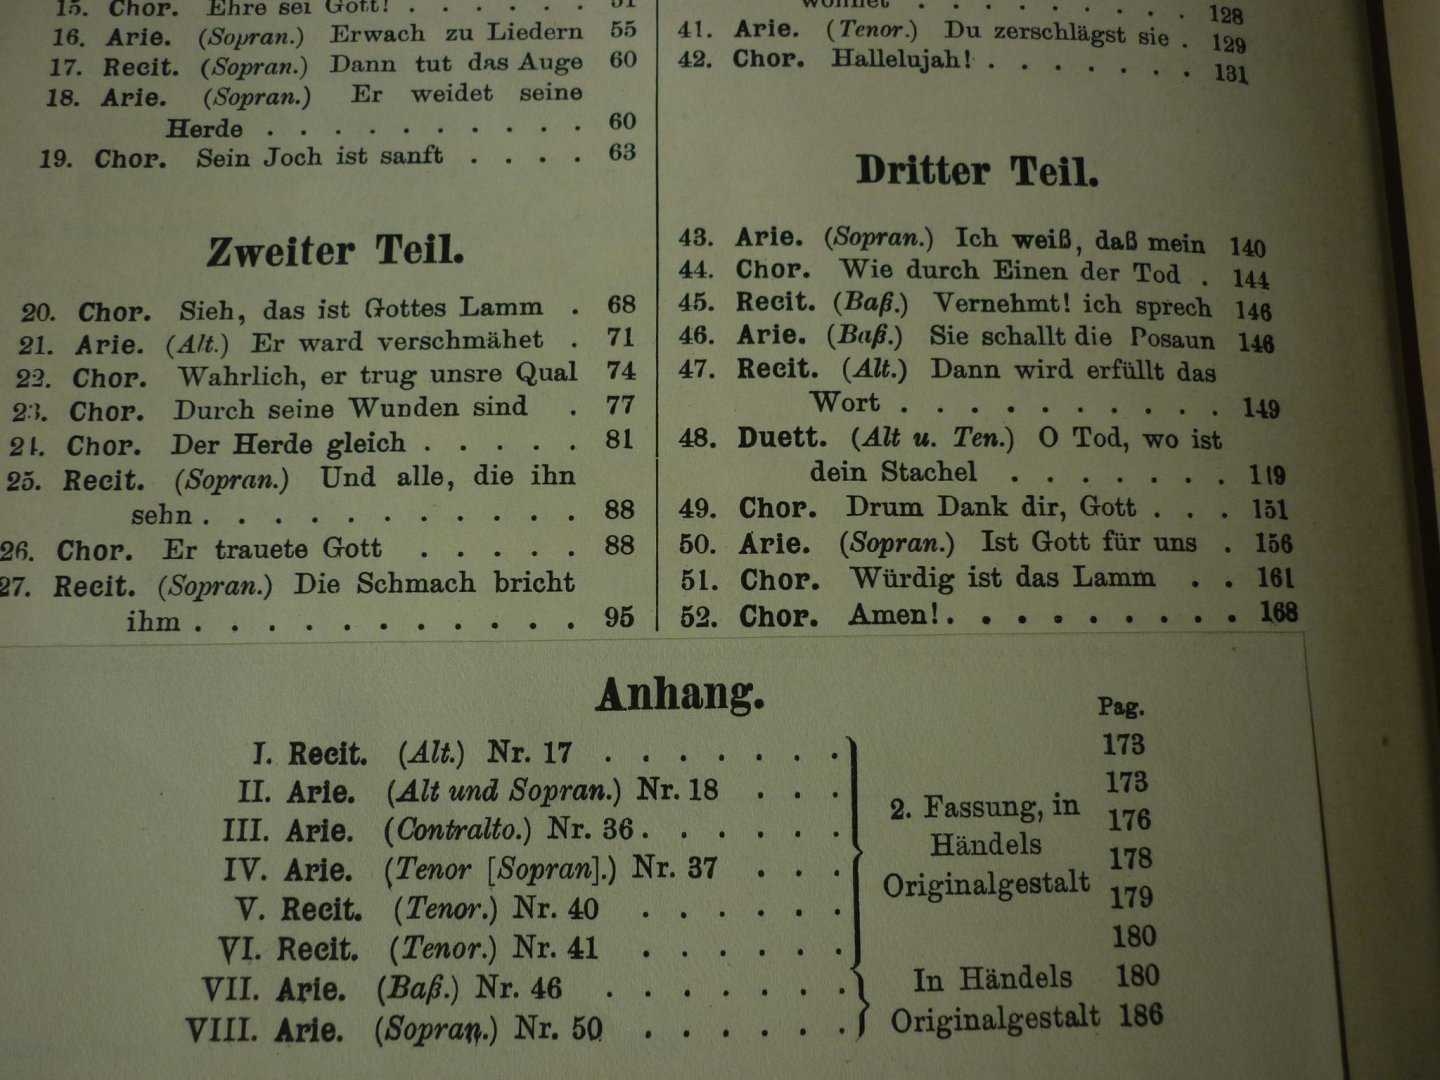 15. Chor. Ehre sei Gott! . . . . . . 51
16. Arie. (Sopran.) Erwach zu Liedern 55
17. Recit. (Sopran.) Dann tut das Auge 60
18. Arie. (Sopran.) Er weidet seine
Herde . . . . . . . . . . 60
19. Chor. Sein Joch ist sanft . . . . 63
Zweiter Teil.
20. Chor. Sieh, das ist Gottes Lamm . 68
21. Arie. (Alt.) Er ward verschmähet . 71
22. Chor. Wahrlich, er trug unsre Qual 74
23. Chor. Durch seine Wunden sind . 77
24. Chor. Der Herde gleich . . . . . 81
25. Recit. (Sopran.) Und alle, die ihn
sehn . . . . . . . . . . . 88
26. Chor. Er trauete Gott . . . . . 88
27. Recit. (Sopran.) Die Schmach bricht
ihm . . . . . . . . . . . 95
wohnet . . . . . . . . . 128
41. Arie. (Tenor.) Du zerschlägst sie . 129
42. Chor. Hallelujah! . . . . . . . 131
Dritter Teil.
43. Arie. (Sopran.) Ich weiß, daß mein 140
44. Chor. Wie durch Einen der Tod . 144
45. Recit. (Baß.) Vernehmt! ich sprech 146
46. Arie. (Baß.) Sie schallt die Posaun 146
47. Recit. (Alt.) Dann wird erfüllt das
Wort . . . . . . . . . . 149
48. Duett. (Alt u. Ten.) O Tod, wo ist
dein Stachel . . . . . . . 149
49. Chor. Drum Dank dir, Gott . . . 151
50. Arie. (Sopran.) Ist Gott für uns . 156
51. Chor. Würdig ist das Lamm . . 161
52. Chor. Amen! . . . . . . . . . 168
Anhang.
Pag.
I. Recit. (Alt.) Nr. 17 . . . . . . . 173
II. Arie. (Alt und Sopran.) Nr. 18 . . . 173
III. Arie. (Contralto.) Nr. 36 . . . . . . 176
IV. Arie. (Tenor [Sopran].) Nr. 37 . . . 178
V. Recit. (Tenor.) Nr. 40 . . . . . . 179
VI. Recit. (Tenor.) Nr. 41 . . . . . . 180
2. Fassung, in
Händels
Originalgestalt
VII. Arie. (Baß.) Nr. 46 . . . . . . . 180
VIII. Arie. (Sopran.) Nr. 50 . . . . . . 186
In Händels
Originalgestalt